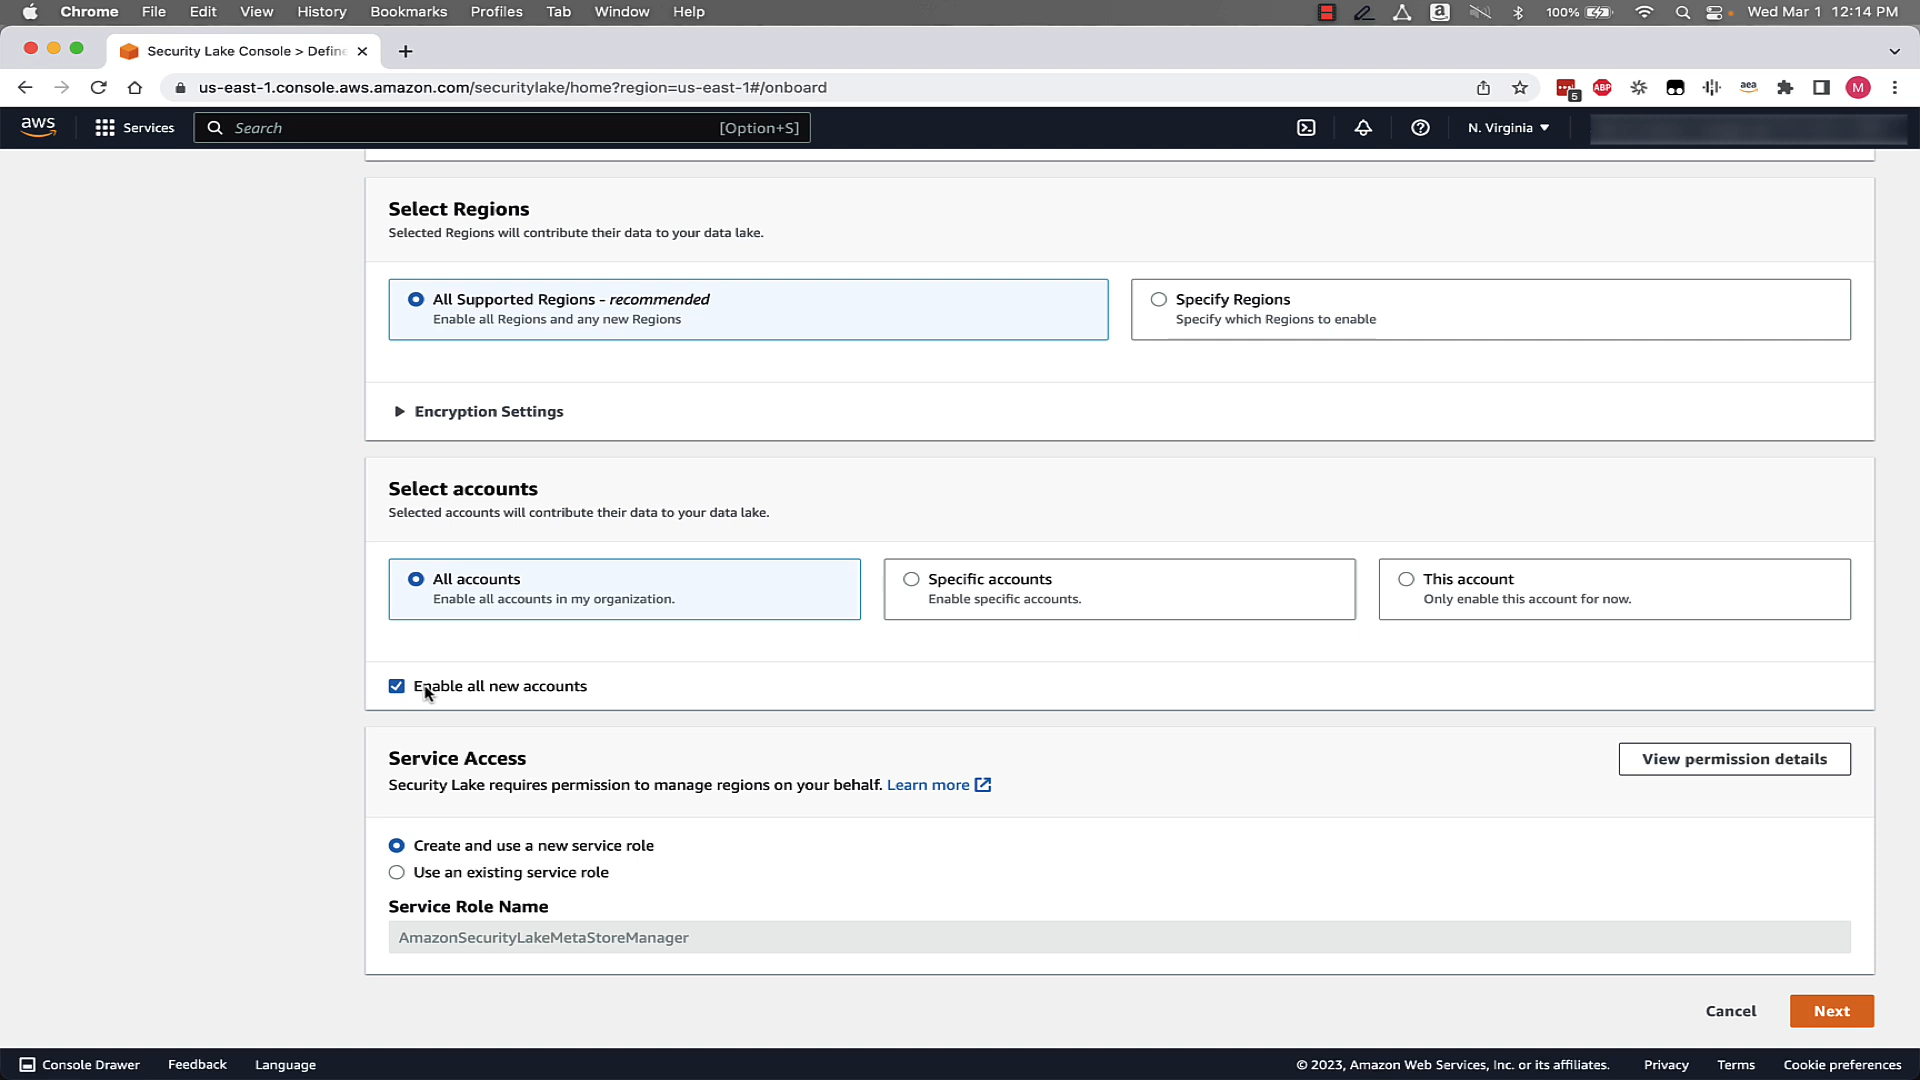 Chrome File Edit View History Bookmarks Profiles Tab Window Help a 100% Wed Mar 1 12:14 PM
Security Lake Console > Define
us-east-1.console.aws.amazon.com/securitylake/home?region=us-east-1#/onboard 5 ABP aea M
aws Services Search [Option+S] N. Virginia
Select Regions
Selected Regions will contribute their data to your data lake.
All Supported Regions - recommended Specify Regions
Enable all Regions and any new Regions Specify which Regions to enable
Encryption Settings
Select accounts
Selected accounts will contribute their data to your data lake.
All accounts Specific accounts This account
Enable all accounts in my organization. Enable specific accounts. Only enable this account for now.
Enable all new accounts
Service Access View permission details
Security Lake requires permission to manage regions on your behalf. Learn more
Create and use a new service role
Use an existing service role
Service Role Name
AmazonSecurityLakeMetaStoreManager
Cancel Next
Console Drawer Feedback Language © 2023, Amazon Web Services, Inc. or its affiliates. Privacy Terms Cookie preferences